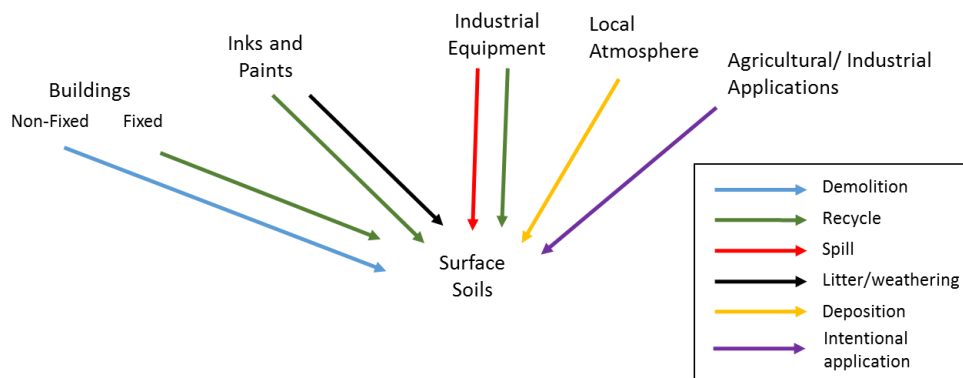 Inks and
Paints
Industrial
Equipment
Local
Atmosphere
Agricultural/ Industrial
Applications
Buildings
Non-Fixed Fixed
Surface
Soils
Demolition
Recycle
Spill
Litter/weathering
Deposition
Intentional
application